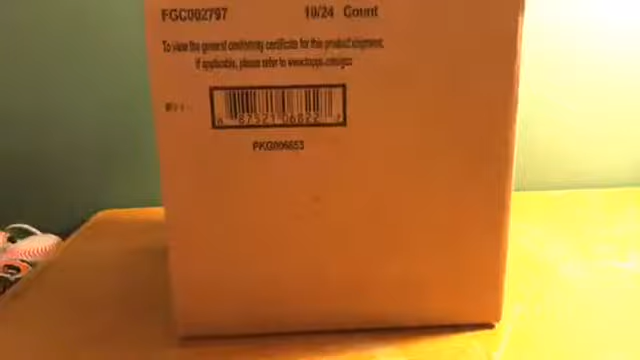 FGC002797 10/24 Count
To view the general conformity certificate for this product shipment,
if applicable, please refer to www.topps.com/gcc
PKG006653